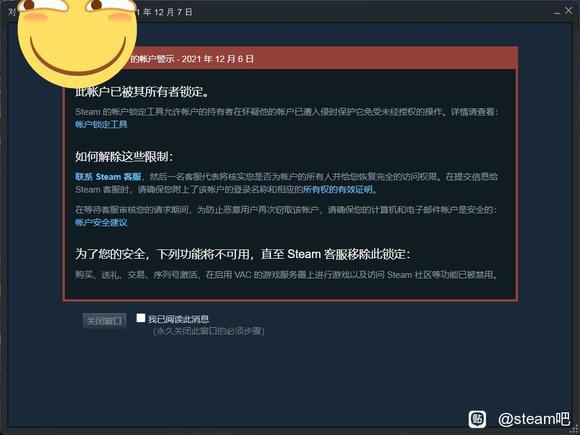 对
年 12 月 7 日
的帐户警示 - 2021 年 12 月 6 日
此帐户已被其所有者锁定。
Steam 的帐户锁定工具允许帐户的持有者在怀疑他的帐户已遭入侵时保护它免受未经授权的操作。详情请查看:
帐户锁定工具
如何解除这些限制:
联系 Steam 客服，然后一名客服代表将核实您是否为帐户的所有人并给您恢复完全的访问权限。在提交信息给
Steam 客服时，请确保您附上了该帐户的登录名称和相应的所有权的有效证明。
在等待客服审核您的请求期间，为防止恶意用户再次窃取该帐户，请确保您的计算机和电子邮件帐户是安全的:
帐户安全建议
为了您的安全，下列功能将不可用，直至 Steam 客服移除此锁定:
购买、送礼、交易、序列号激活、在启用 VAC 的游戏服务器上进行游戏以及访问 Steam 社区等功能已被禁用。
关闭窗口
我已阅读此消息
（永久关闭此窗口的必须步骤）
贴 @steam吧